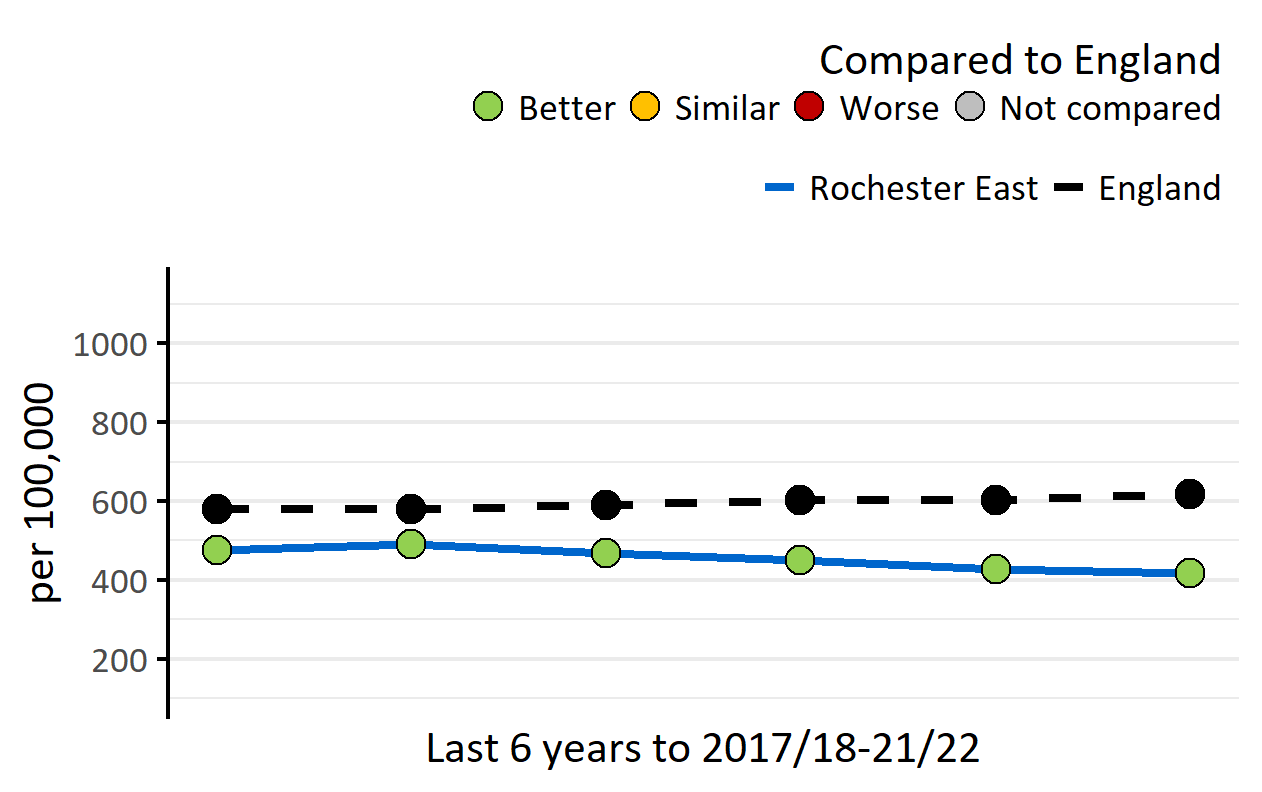 Compared to England
Better Similar Worse Not compared
Rochester East England
per 100,000
1000
800
600
400
200
Last 6 years to 2017/18-21/22